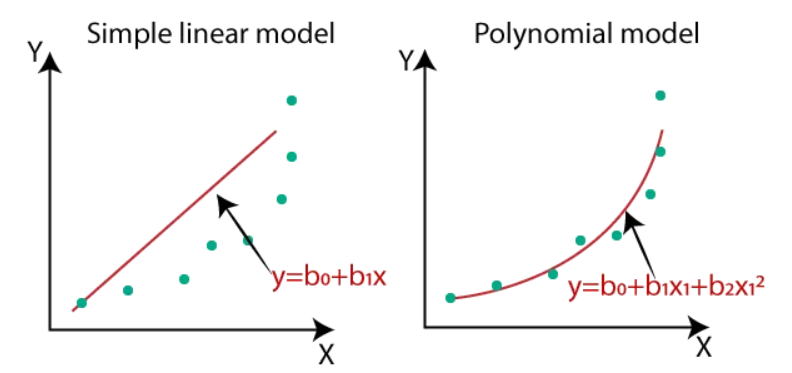 Simple linear model
Y
y=b₀+b₁x
X
Polynomial model
Y
y=b₀+b₁x₁+b₂x₁²
X